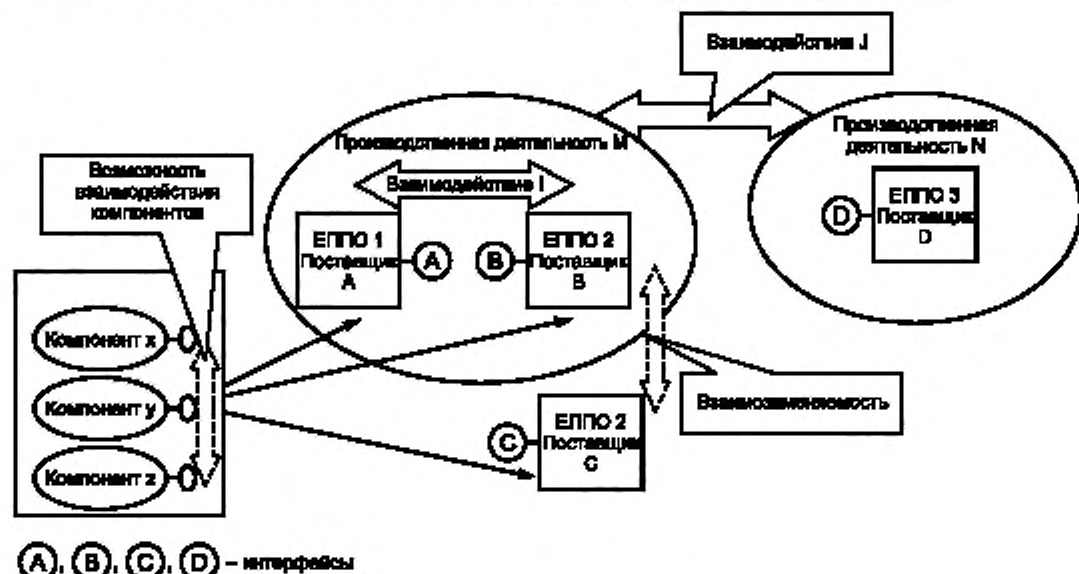 Взаимодействие J
Производственная деятельность M
Производственная
деятельность N
Возможность
взаимодействия
компонентов
Взаимодействие I
ЕППО 1
Поставщик
A
A
B
ЕППО 2
Поставщик
B
D
ЕППО 3
Поставщик
D
Компонент x
Компонент y
Компонент z
C
ЕППО 2
Поставщик
C
Взаимозаменяемость
A, B, C, D – интерфейсы